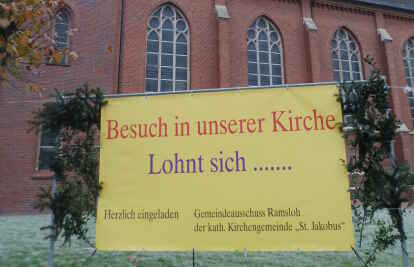 Besuch in unserer Kirche
Lohnt sich .......
Herzlich eingeladen Gemeindeausschuss Ramsloh
der kath. Kirchengemeinde „St. Jakobus"